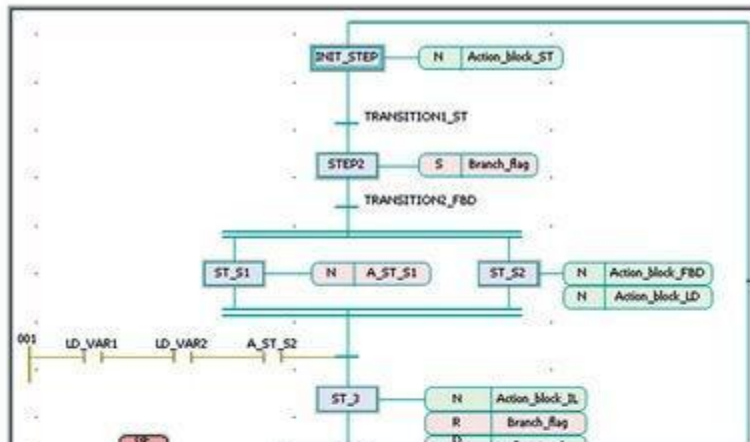 INIT_STEP N Action_block_ST
TRANSITION1_ST
STEP2 S Branch_flag
TRANSITION2_FBD
ST_S1 N A_ST_S1 ST_S2 N Action_block_FBD
N Action_block_LD
001 LD_VAR1 LD_VAR2 A_ST_S2
ST_3 N Action_block_IL
R Branch_flag